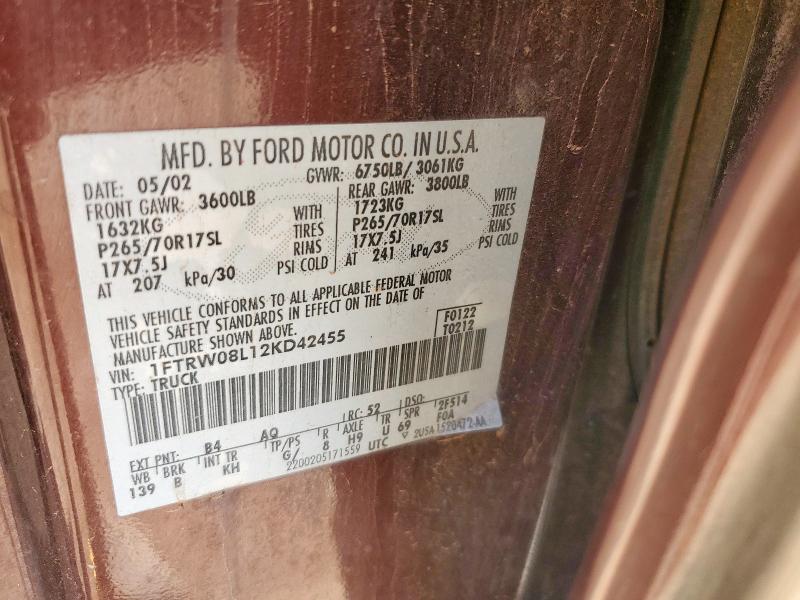 MFD. BY FORD MOTOR CO. IN U.S.A.
DATE: 05/02 GVWR: 6750LB/ 3061KG
FRONT GAWR: 3600LB REAR GAWR: 3800LB
1632KG WITH 1723KG WITH
P265/70R17SL TIRES P265/70R17SL TIRES
17X7.5J RIMS 17X7.5J RIMS
AT 207 kPa/30 PSI COLD AT 241 kPa/35 PSI COLD
THIS VEHICLE CONFORMS TO ALL APPLICABLE FEDERAL MOTOR
VEHICLE SAFETY STANDARDS IN EFFECT ON THE DATE OF
MANUFACTURE SHOWN ABOVE. F0122
VIN: 1FTRW08L12KD42455 T0212
TYPE: TRUCK
EXT PNT: B4 AQ RC: 52 DSO: 2F514
WB BRK INT TR TP/PS R AXLE TR SPR F0A
139 B KH G/ 8 H9 U 69
2200205171559 UTC 2USA 1520472-AA